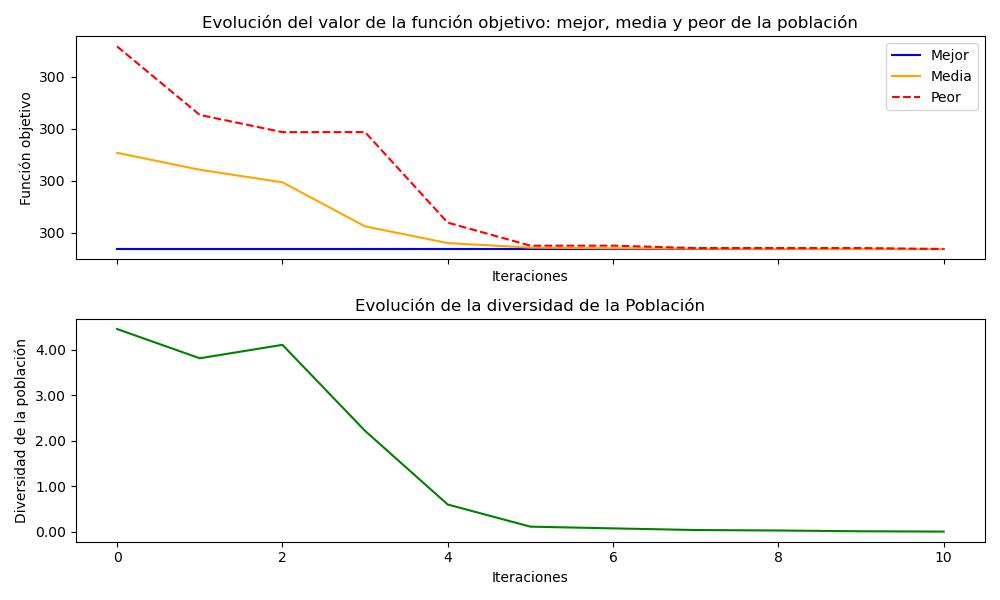 Evolución del valor de la función objetivo: mejor, media y peor de la población
Mejor
Media
Peor
300
300
300
300
Función objetivo
Iteraciones
Evolución de la diversidad de la Población
4.00
3.00
2.00
1.00
0.00
Diversidad de la población
0 2 4 6 8 10
Iteraciones